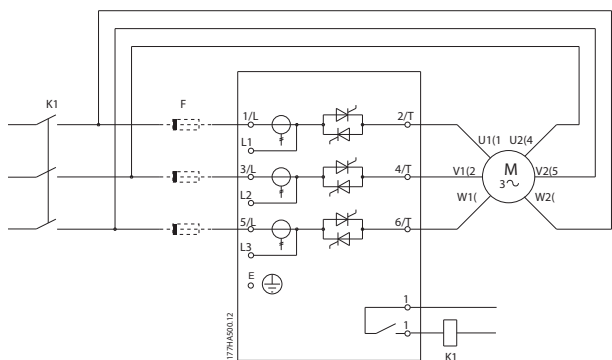 K1
F
1/L
2/T
L1
3/L
4/T
L2
5/L
6/T
L3
E
U1(1
U2(4
V1(2
M
3~
V2(5
W1(
W2(
1
1
K1
177HA500.12